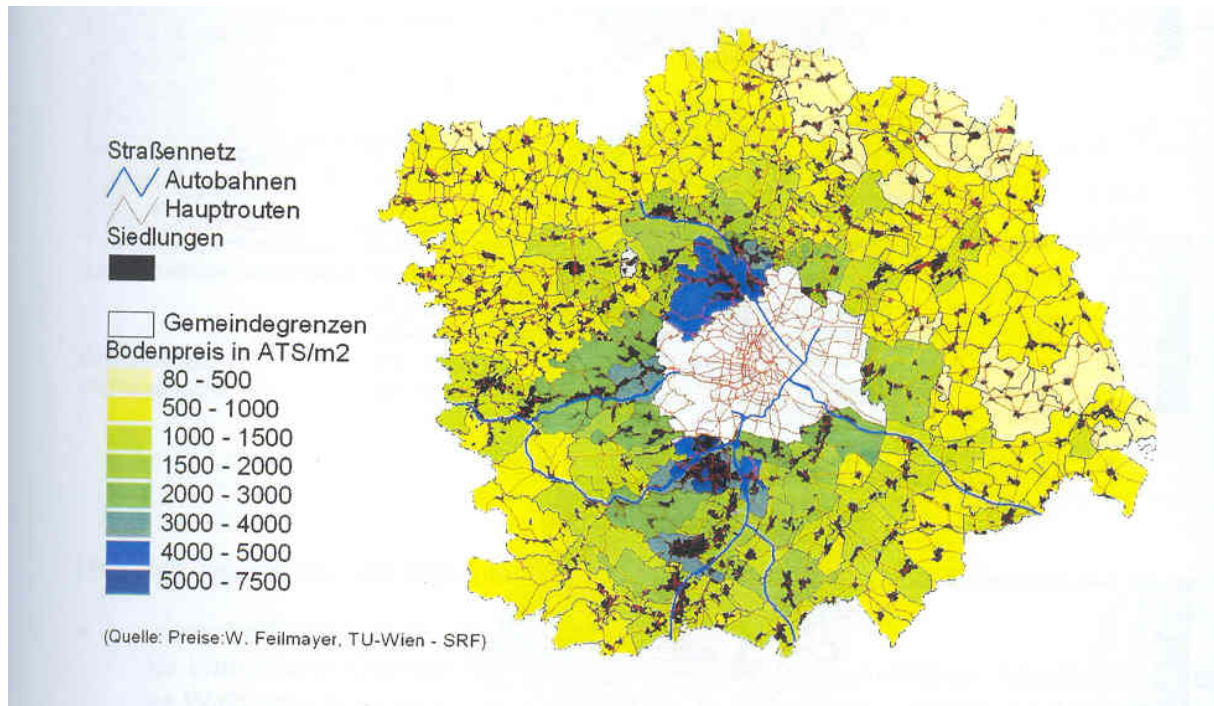 Straßennetz
Autobahnen
Hauptrouten
Siedlungen
Gemeindegrenzen
Bodenpreis in ATS/m2
80 - 500
500 - 1000
1000 - 1500
1500 - 2000
2000 - 3000
3000 - 4000
4000 - 5000
5000 - 7500
(Quelle: Preise:W. Feilmayer, TU-Wien - SRF)